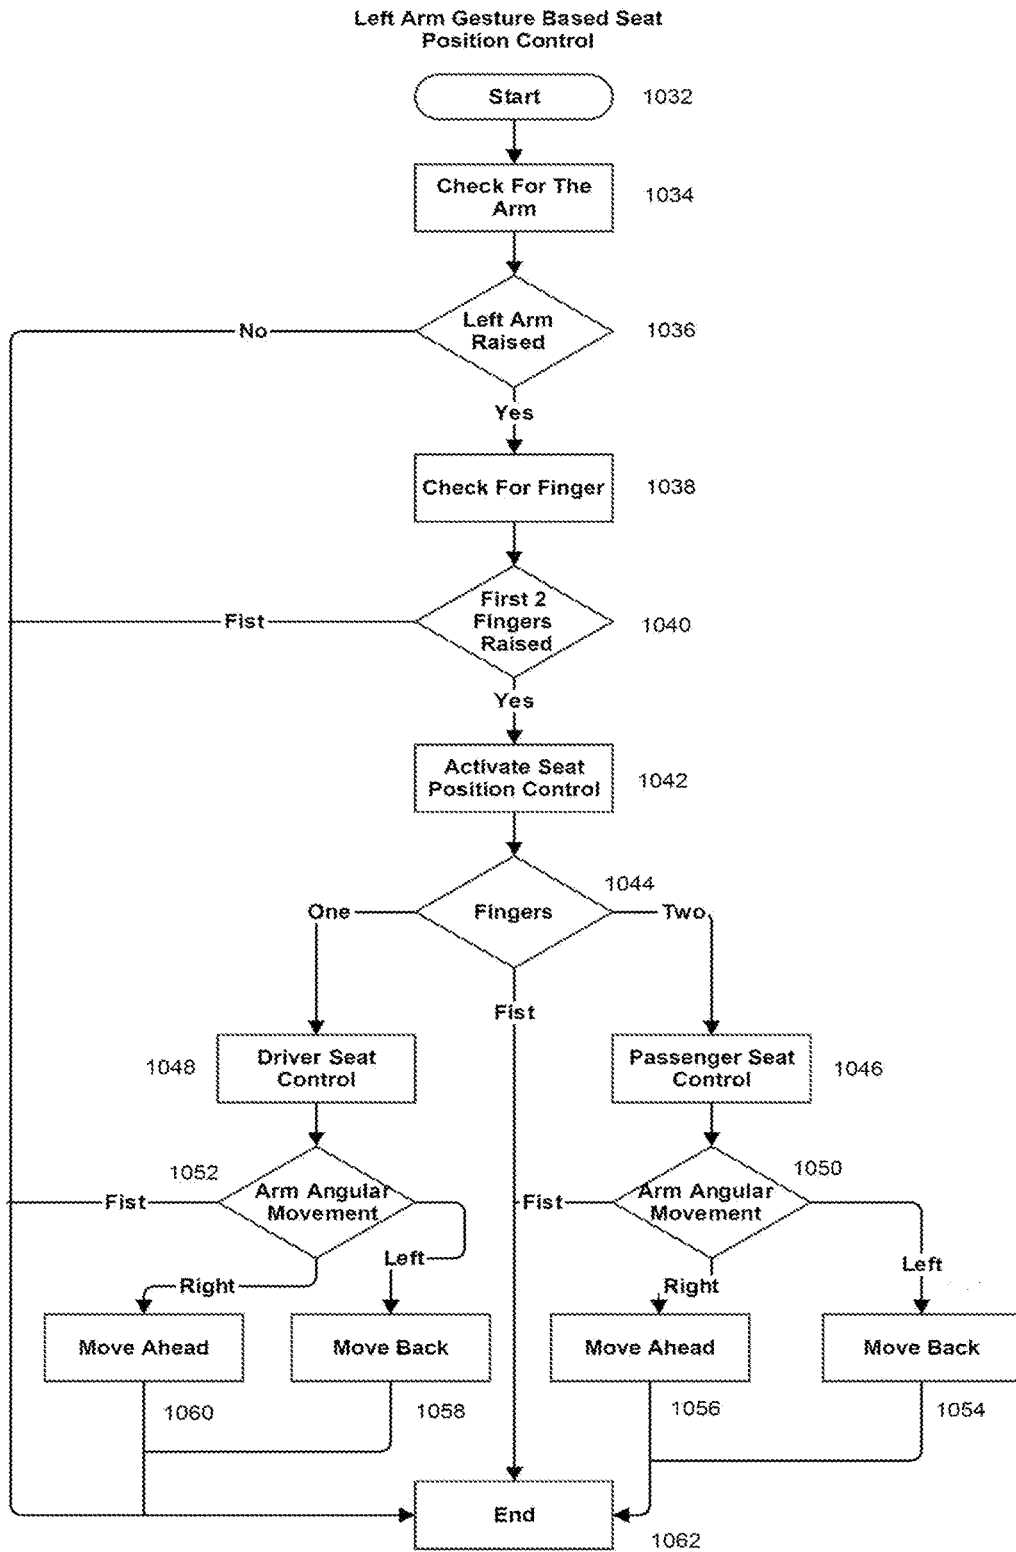 Left Arm Gesture Based Seat
Position Control
Start
1032
Check For The
Arm
1034
Left Arm
Raised
1036
No
Yes
Check For Finger
1038
First 2
Fingers
Raised
1040
Fist
Yes
Activate Seat
Position Control
1042
Fingers
1044
One
Two
Fist
Driver Seat
Control
1048
Passenger Seat
Control
1046
Arm Angular
Movement
1052
Fist
Right
Left
Arm Angular
Movement
1050
Fist
Right
Left
Move Ahead
1060
Move Back
1058
Move Ahead
1056
Move Back
1054
End
1062